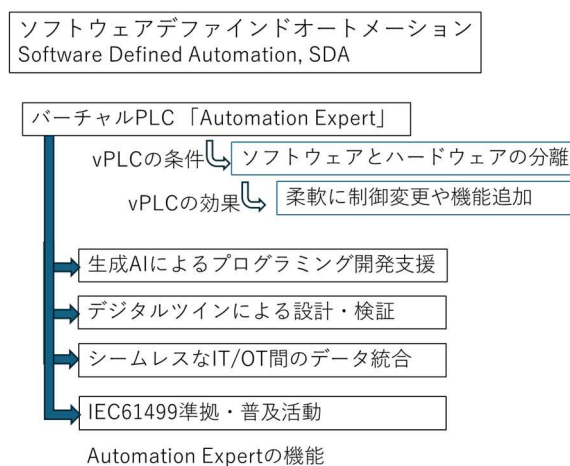 ソフトウェアデファインドオートメーション
Software Defined Automation, SDA
バーチャルPLC 「Automation Expert」
vPLCの条件
ソフトウェアとハードウェアの分離
vPLCの効果
柔軟に制御変更や機能追加
生成AIによるプログラミング開発支援
デジタルツインによる設計・検証
シームレスなIT/OT間のデータ統合
IEC61499準拠・普及活動
Automation Expertの機能